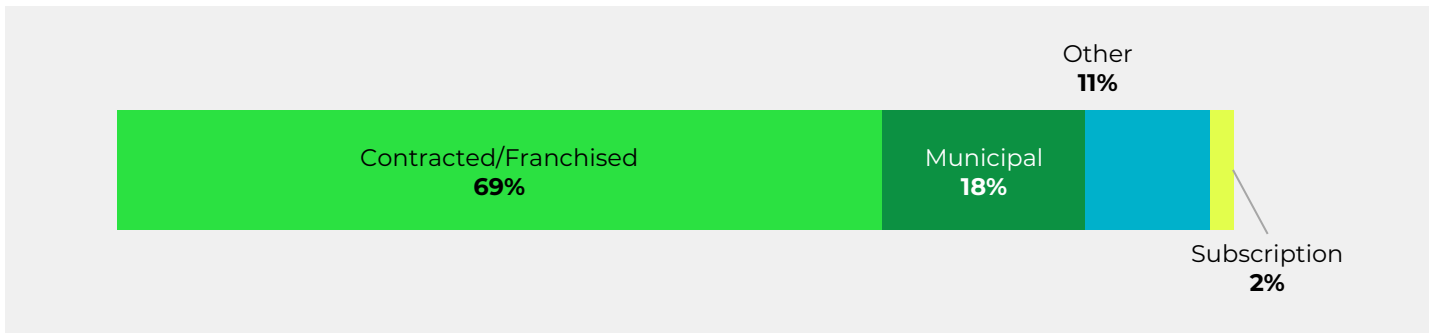 Other
11%
Contracted/Franchised
69%
Municipal
18%
Subscription
2%